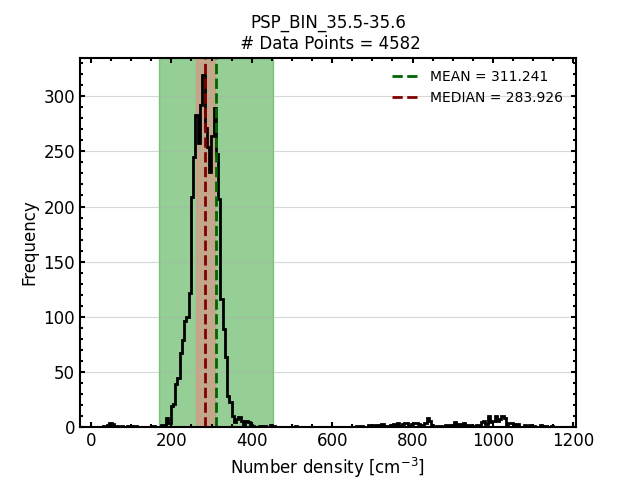 PSP_BIN_35.5-35.6
# Data Points = 4582
MEAN = 311.241
MEDIAN = 283.926
Frequency
300
250
200
150
100
50
0
0 200 400 600 800 1000 1200
Number density [cm⁻³]